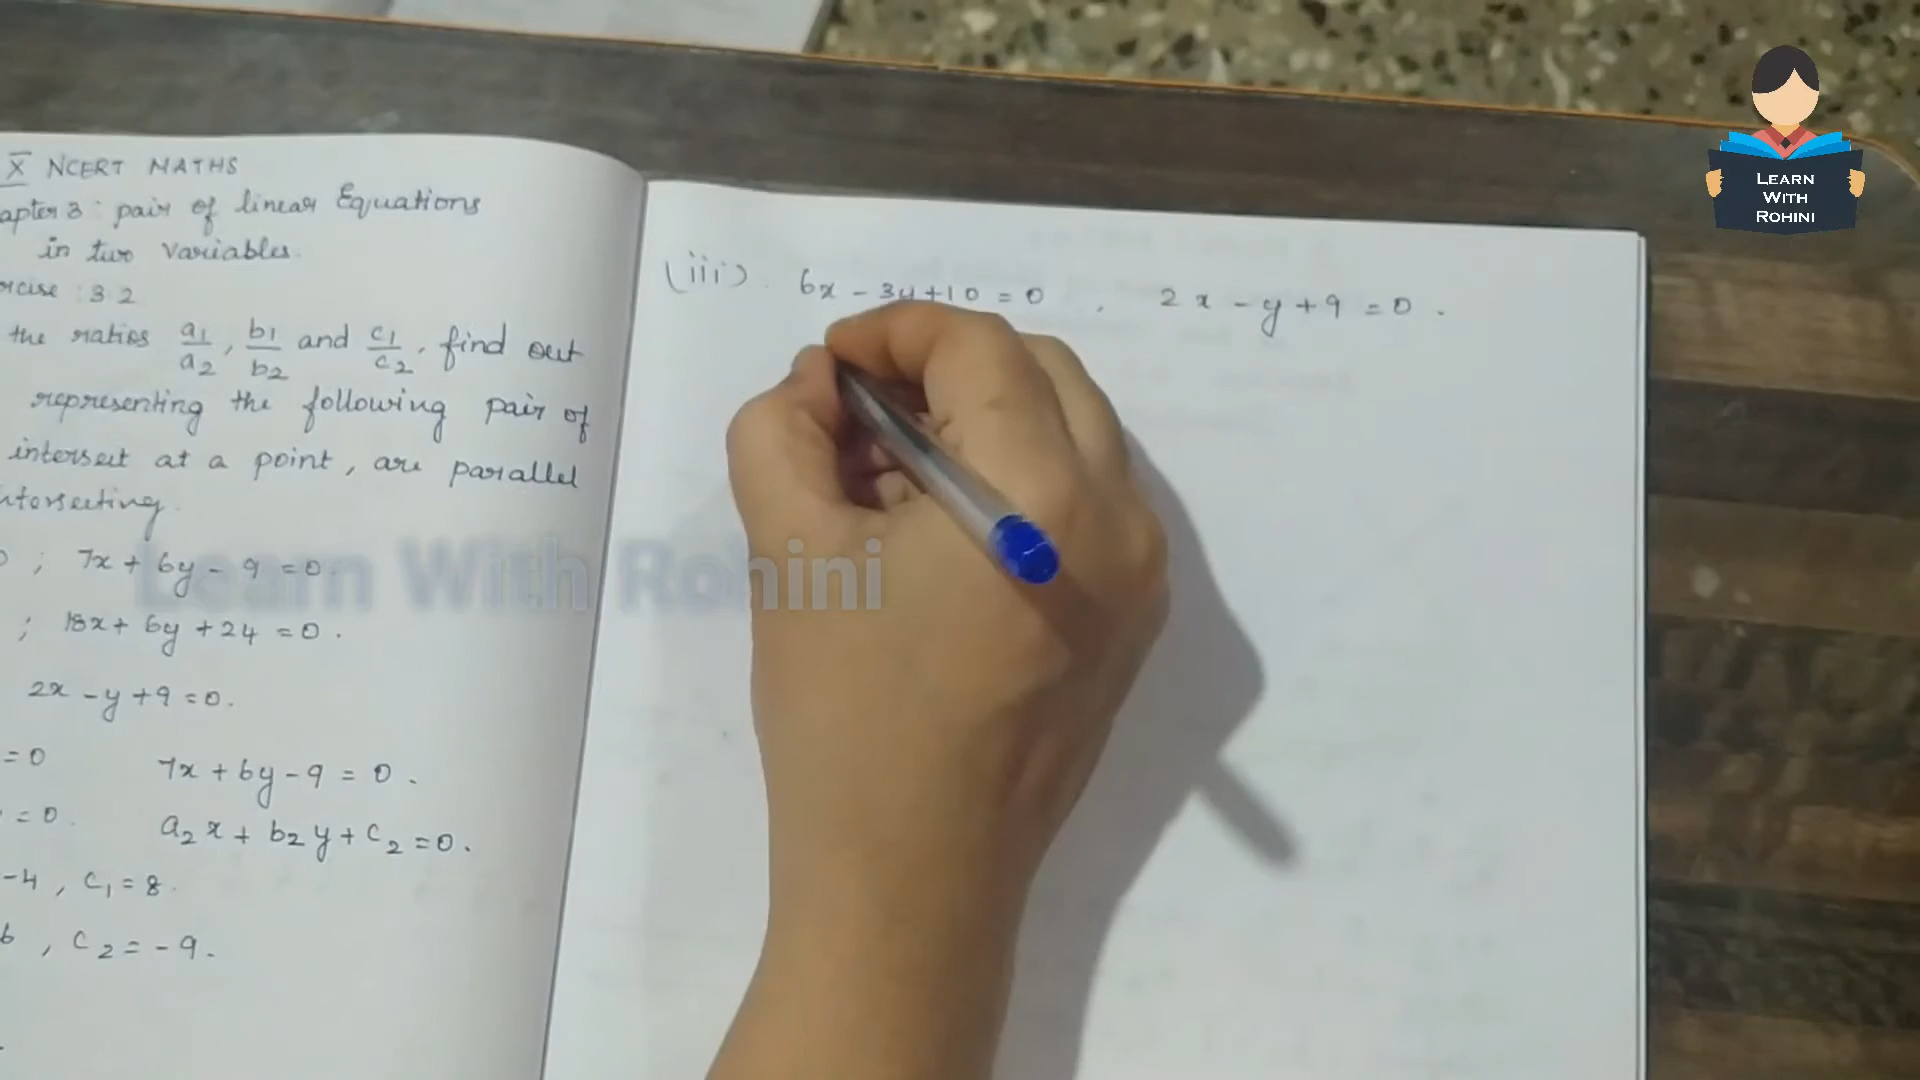 X NCERT MATHS
apter 3 : pair of linear Equations
in two variables.
rcise : 3 2
the ratios a1/a2, b1/b2 and c1/c2, find out
representing the following pair of
intersect at a point, are parallel
ntersecting.
; 7x + 6y - 9 = 0.
; 18x + 6y + 24 = 0.
2x - y + 9 = 0.
= 0 7x + 6y - 9 = 0.
= 0. a2x + b2y + c2 = 0.
-4, c1 = 8.
6, c2 = -9.
(iii). 6x - 3y + 10 = 0, 2x - y + 9 = 0.
Learn With Rohini
LEARN
WITH
ROHINI